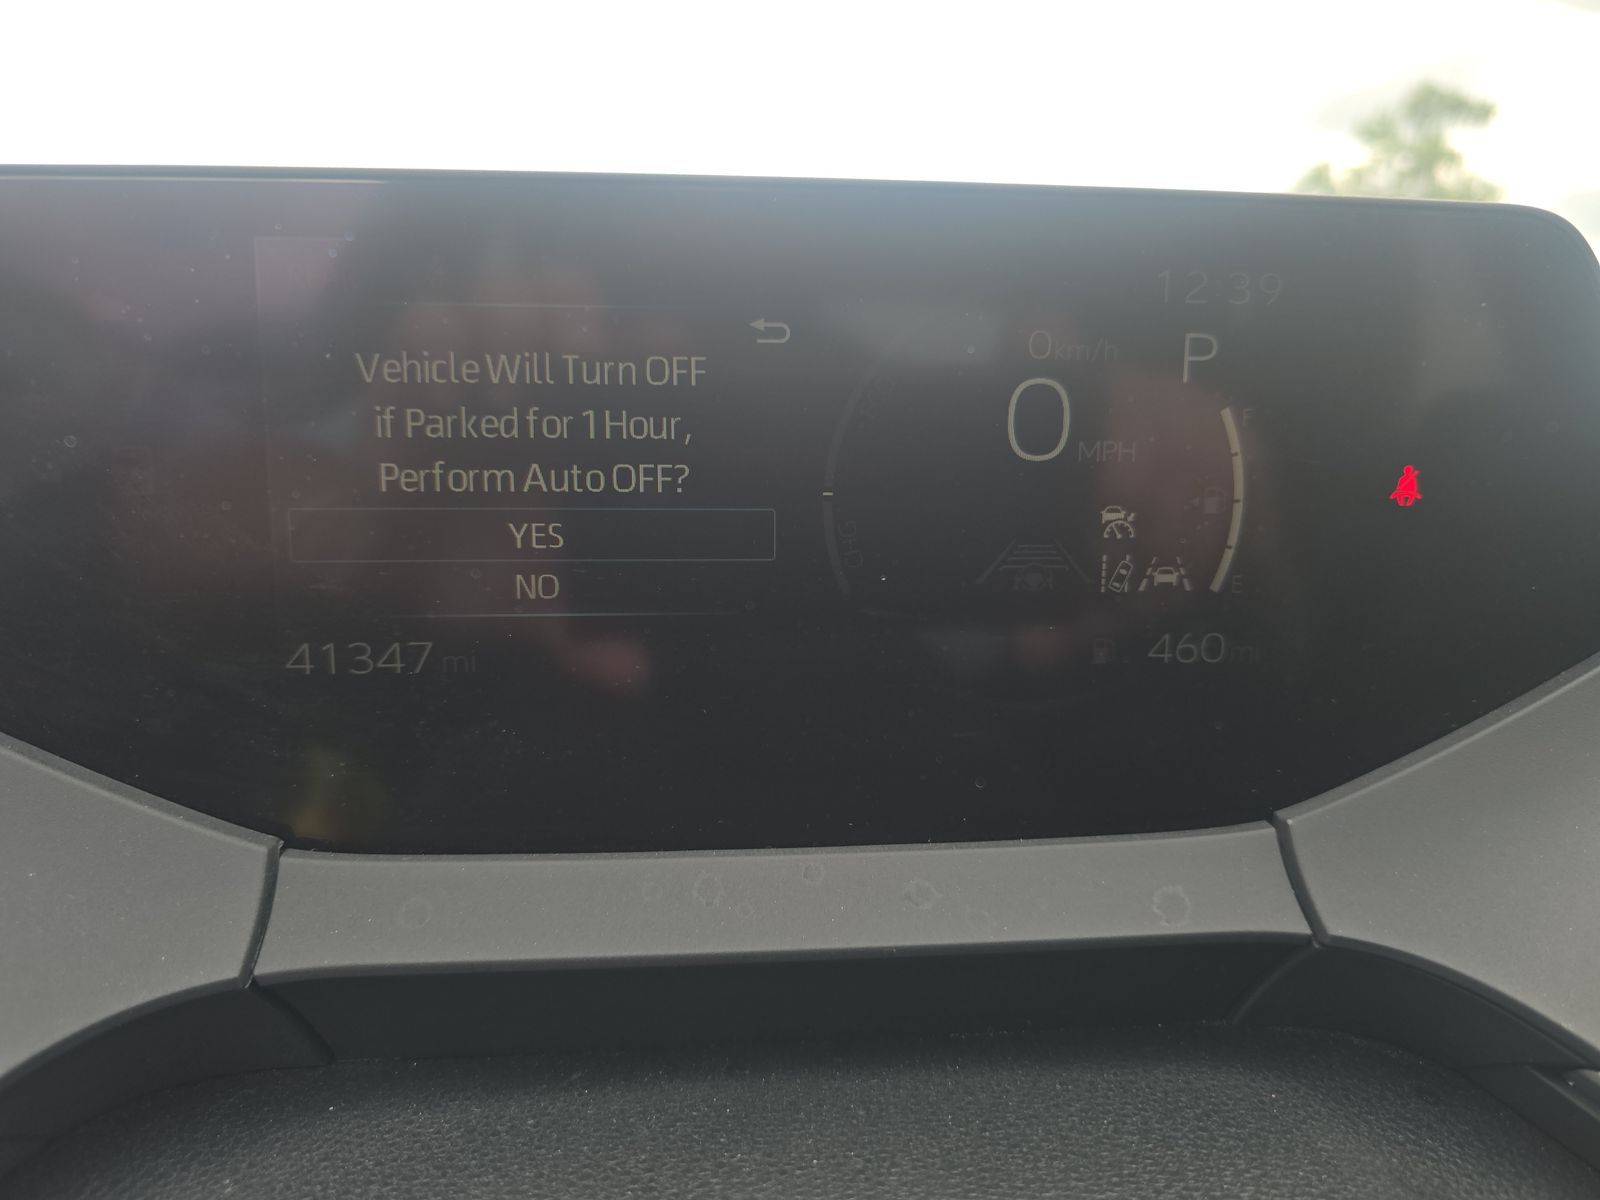 12:39
0 km/h
P
Vehicle Will Turn OFF
if Parked for 1 Hour,
Perform Auto OFF?
0 MPH
F
YES
NO
CHG
E
41347 mi
460 mi